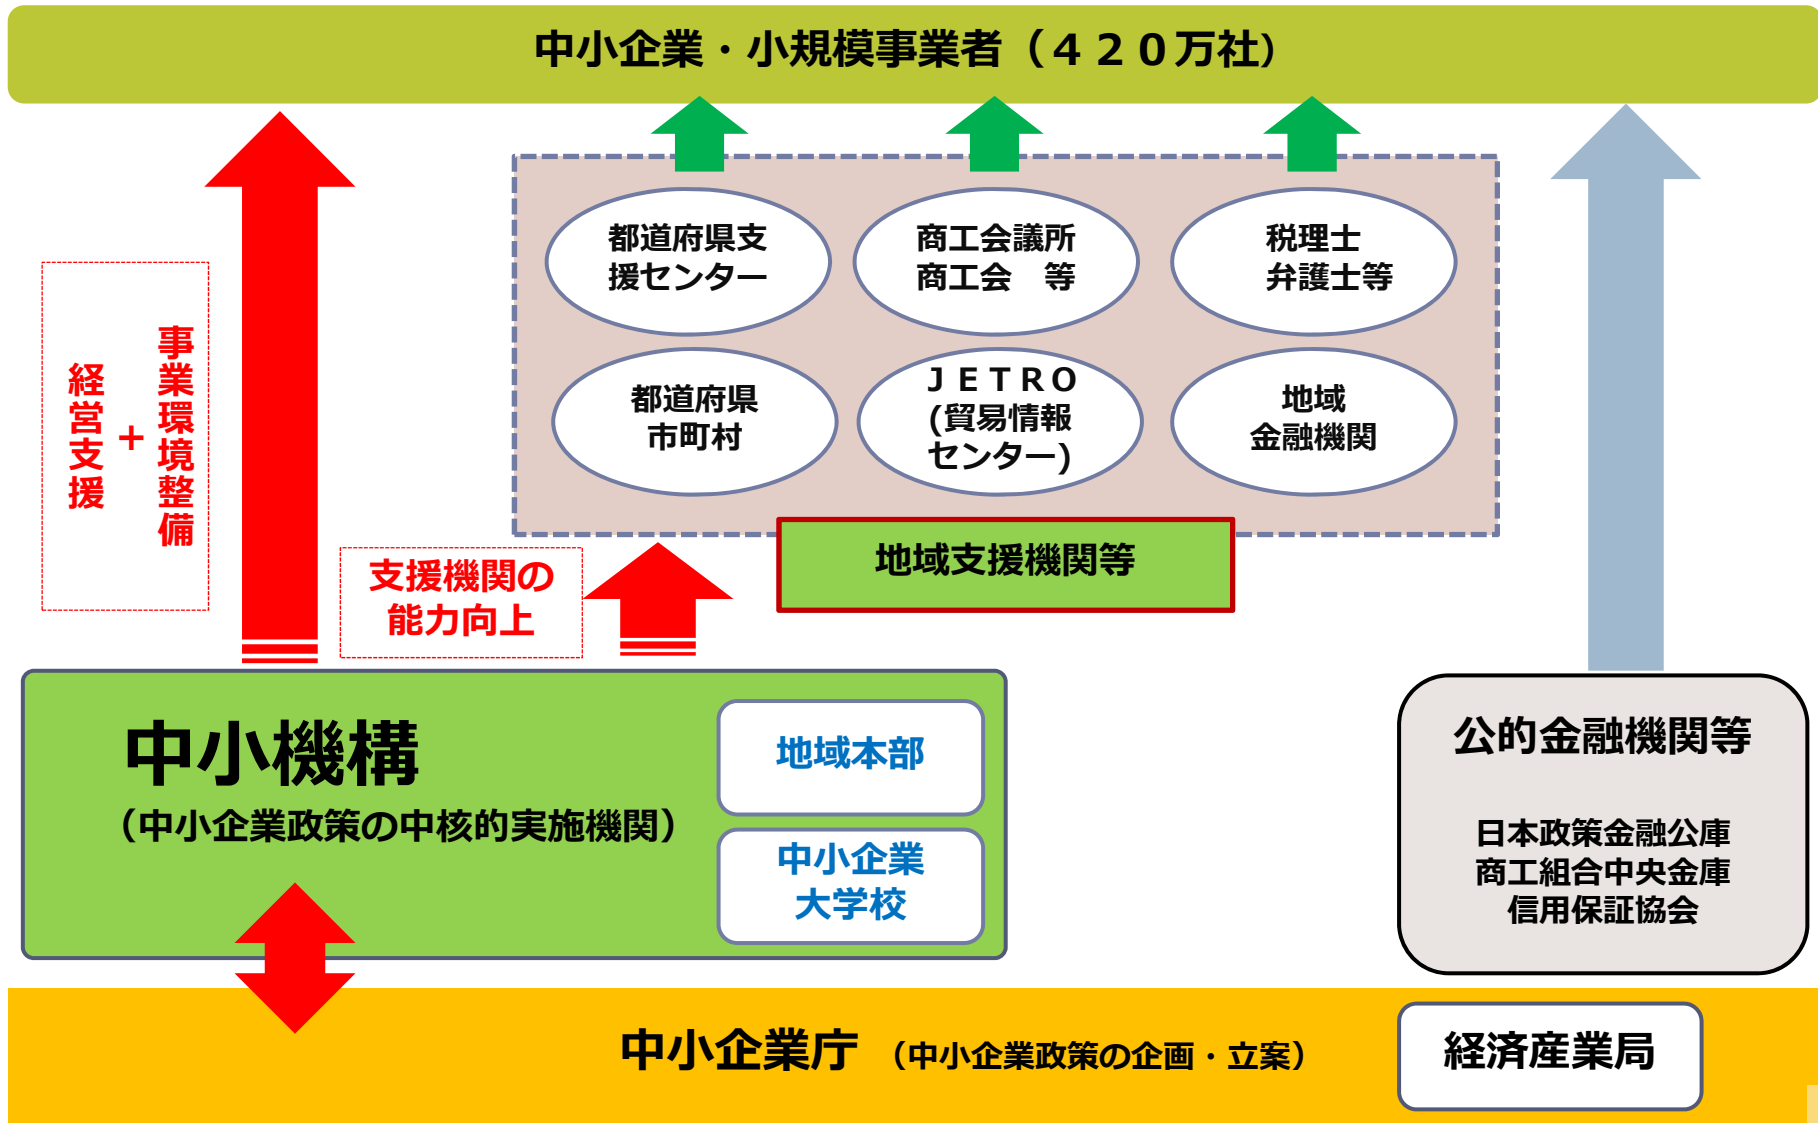 中小企業・小規模事業者（４２０万社）
都道府県支
援センター
商工会議所
商工会　等
税理士
弁護士等
都道府県
市町村
ＪＥＴＲＯ
(貿易情報
センター)
地域
金融機関
地域支援機関等
事業環境整備
+
経営支援
支援機関の
能力向上
中小機構
（中小企業政策の中核的実施機関）
地域本部
中小企業
大学校
公的金融機関等
日本政策金融公庫
商工組合中央金庫
信用保証協会
中小企業庁 （中小企業政策の企画・立案）
経済産業局